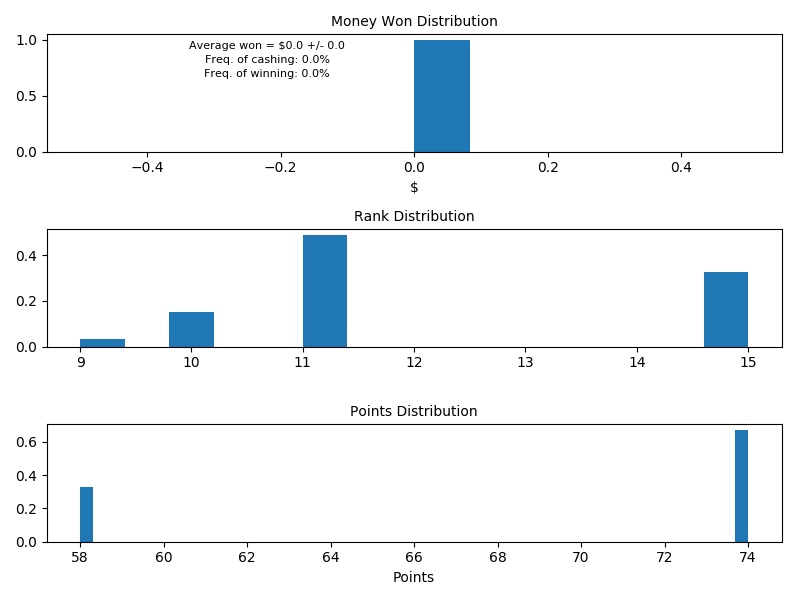 Money Won Distribution
1.0
0.5
0.0
Average won = $0.0 +/- 0.0
Freq. of cashing: 0.0%
Freq. of winning: 0.0%
−0.4 −0.2 0.0 0.2 0.4
$
Rank Distribution
0.4
0.2
0.0
9 10 11 12 13 14 15
Points Distribution
0.6
0.4
0.2
0.0
58 60 62 64 66 68 70 72 74
Points